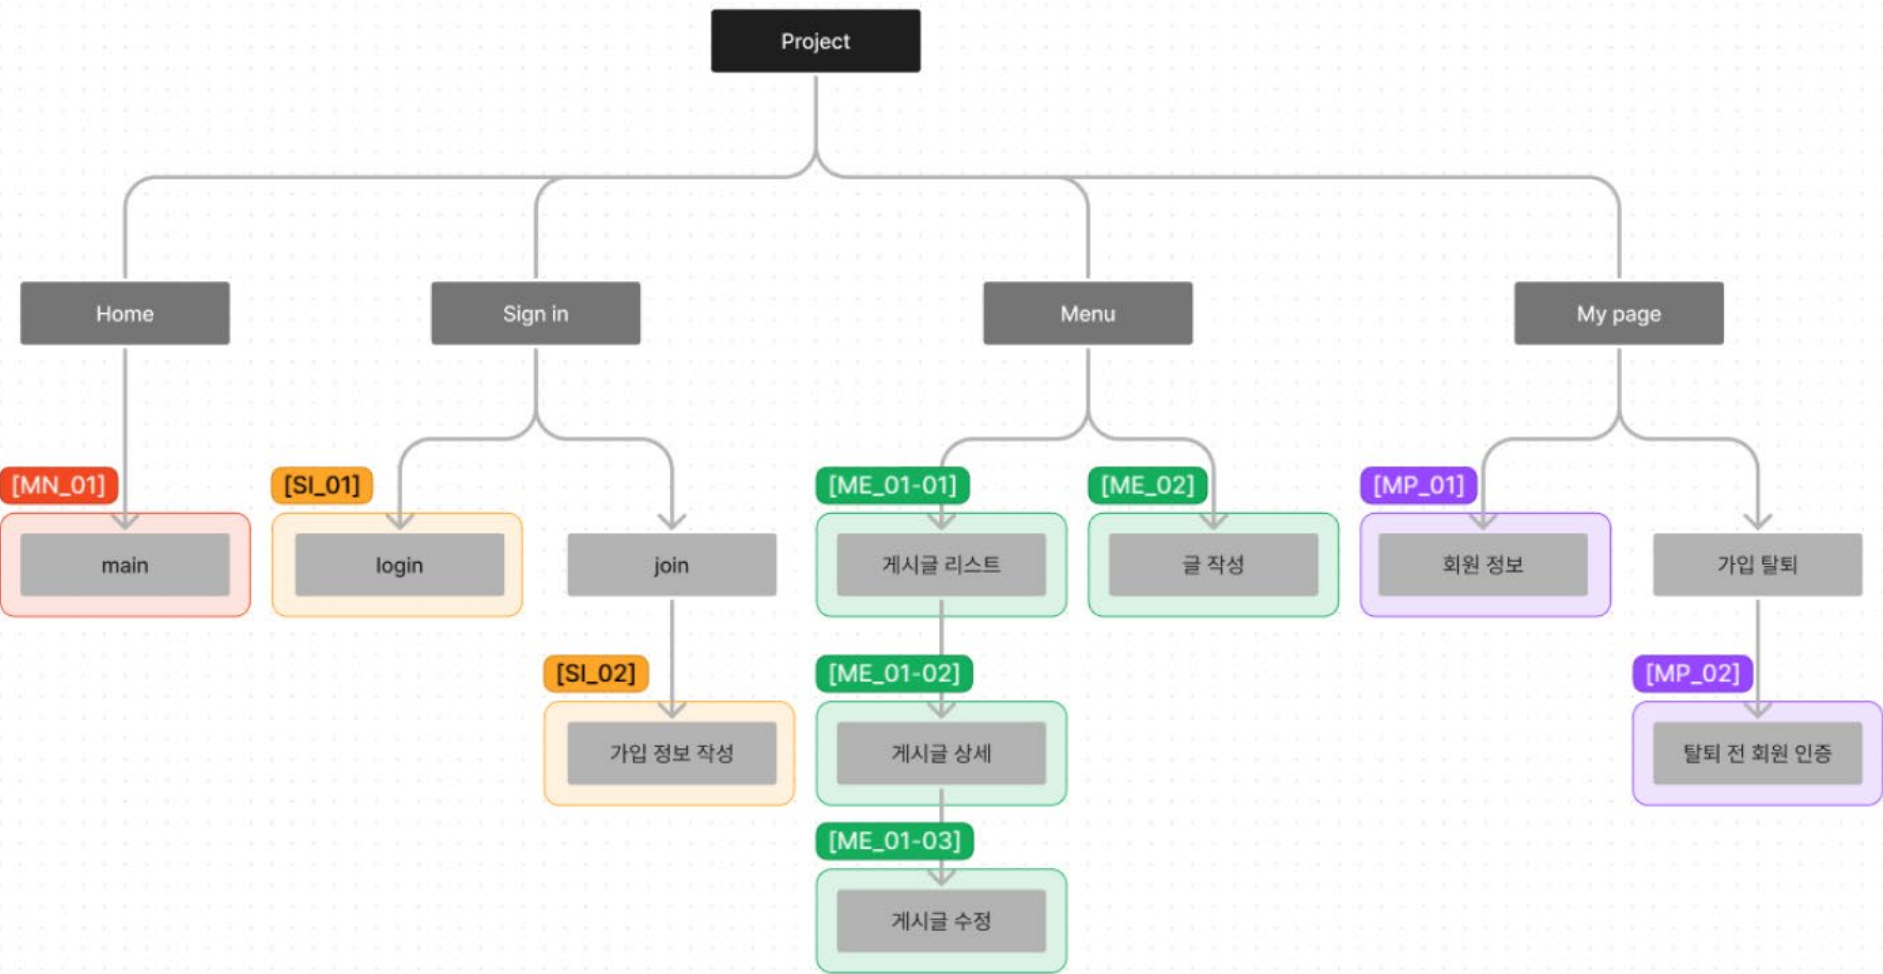 Project
Home
Sign in
Menu
My page
[MN_01]
[SI_01]
[ME_01-01]
[ME_02]
[MP_01]
main
login
join
게시글 리스트
글 작성
회원 정보
가입 탈퇴
[SI_02]
[ME_01-02]
[MP_02]
가입 정보 작성
게시글 상세
탈퇴 전 회원 인증
[ME_01-03]
게시글 수정